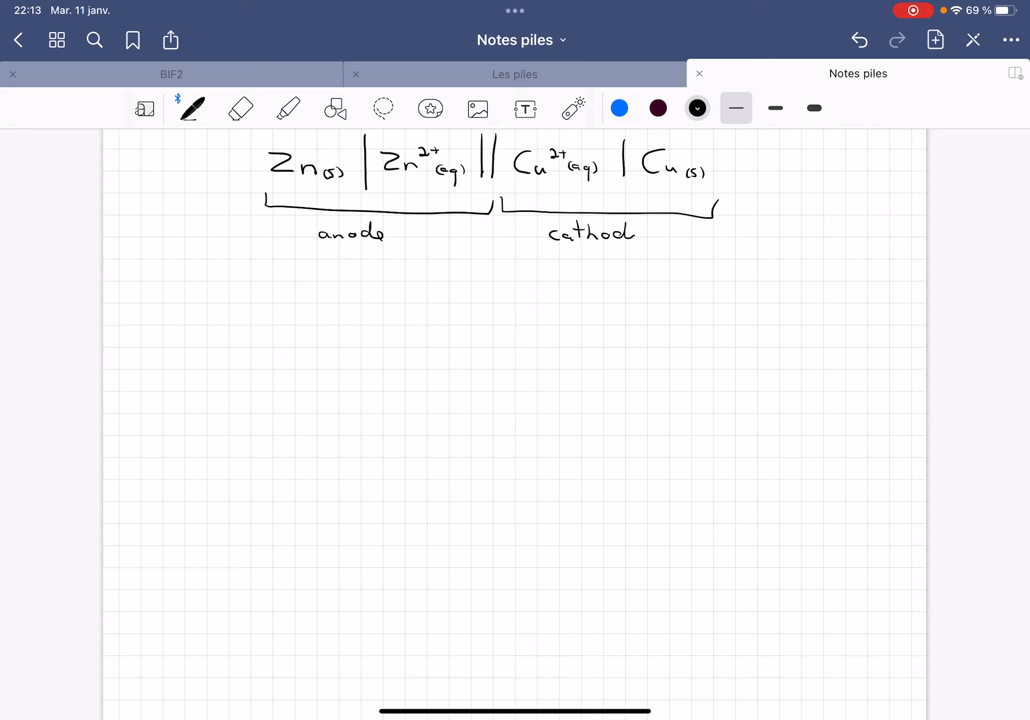 22:13 Mar. 11 janv. 69 %
Notes piles
BIF2 Les piles Notes piles
Zn(s) | Zn²⁺(aq) || Cu²⁺(aq) | Cu(s)
anode cathod